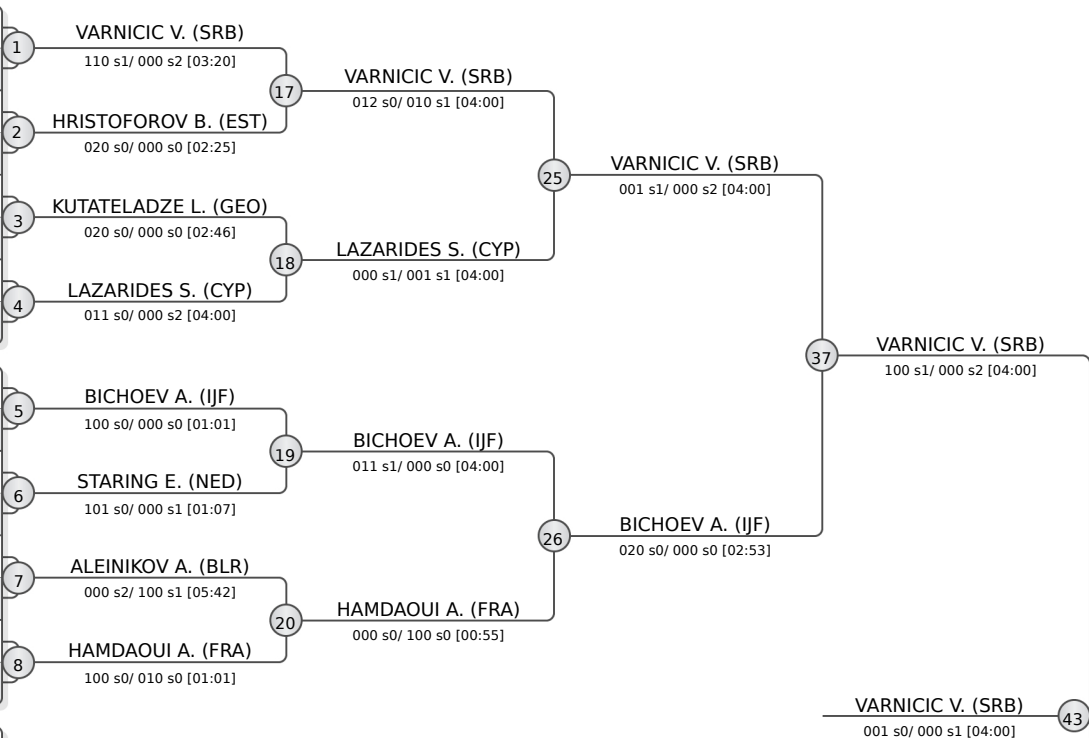 1
VARNICIC V. (SRB)
110 s1/ 000 s2 [03:20]
2
HRISTOFOROV B. (EST)
020 s0/ 000 s0 [02:25]
3
KUTATELADZE L. (GEO)
020 s0/ 000 s0 [02:46]
4
LAZARIDES S. (CYP)
011 s0/ 000 s2 [04:00]
5
BICHOEV A. (IJF)
100 s0/ 000 s0 [01:01]
6
STARING E. (NED)
101 s0/ 000 s1 [01:07]
7
ALEINIKOV A. (BLR)
000 s2/ 100 s1 [05:42]
8
HAMDAOUI A. (FRA)
100 s0/ 010 s0 [01:01]
17
VARNICIC V. (SRB)
012 s0/ 010 s1 [04:00]
18
LAZARIDES S. (CYP)
000 s1/ 001 s1 [04:00]
19
BICHOEV A. (IJF)
011 s1/ 000 s0 [04:00]
20
HAMDAOUI A. (FRA)
000 s0/ 100 s0 [00:55]
25
VARNICIC V. (SRB)
001 s1/ 000 s2 [04:00]
26
BICHOEV A. (IJF)
020 s0/ 000 s0 [02:53]
37
VARNICIC V. (SRB)
100 s1/ 000 s2 [04:00]
VARNICIC V. (SRB)
001 s0/ 000 s1 [04:00]
43